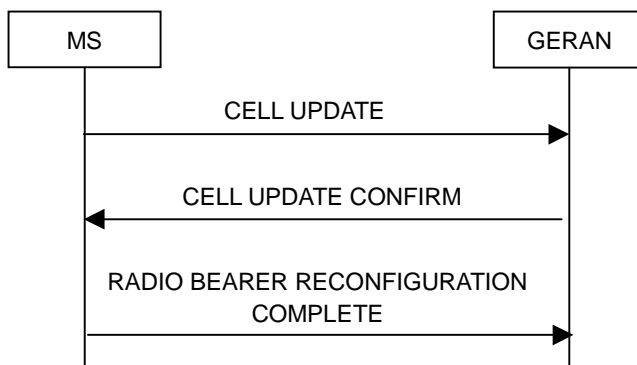 MS
GERAN
CELL UPDATE
CELL UPDATE CONFIRM
RADIO BEARER RECONFIGURATION
COMPLETE